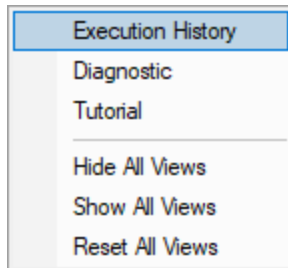 Execution History
Diagnostic
Tutorial
Hide All Views
Show All Views
Reset All Views